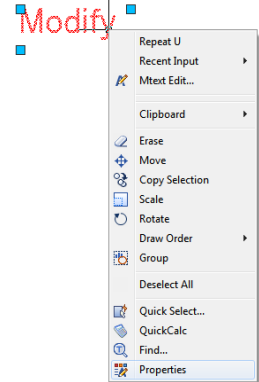 Modify
Repeat U
Recent Input
Mtext Edit...
Clipboard
Erase
Move
Copy Selection
Scale
Rotate
Draw Order
Group
Deselect All
Quick Select...
QuickCalc
Find...
Properties